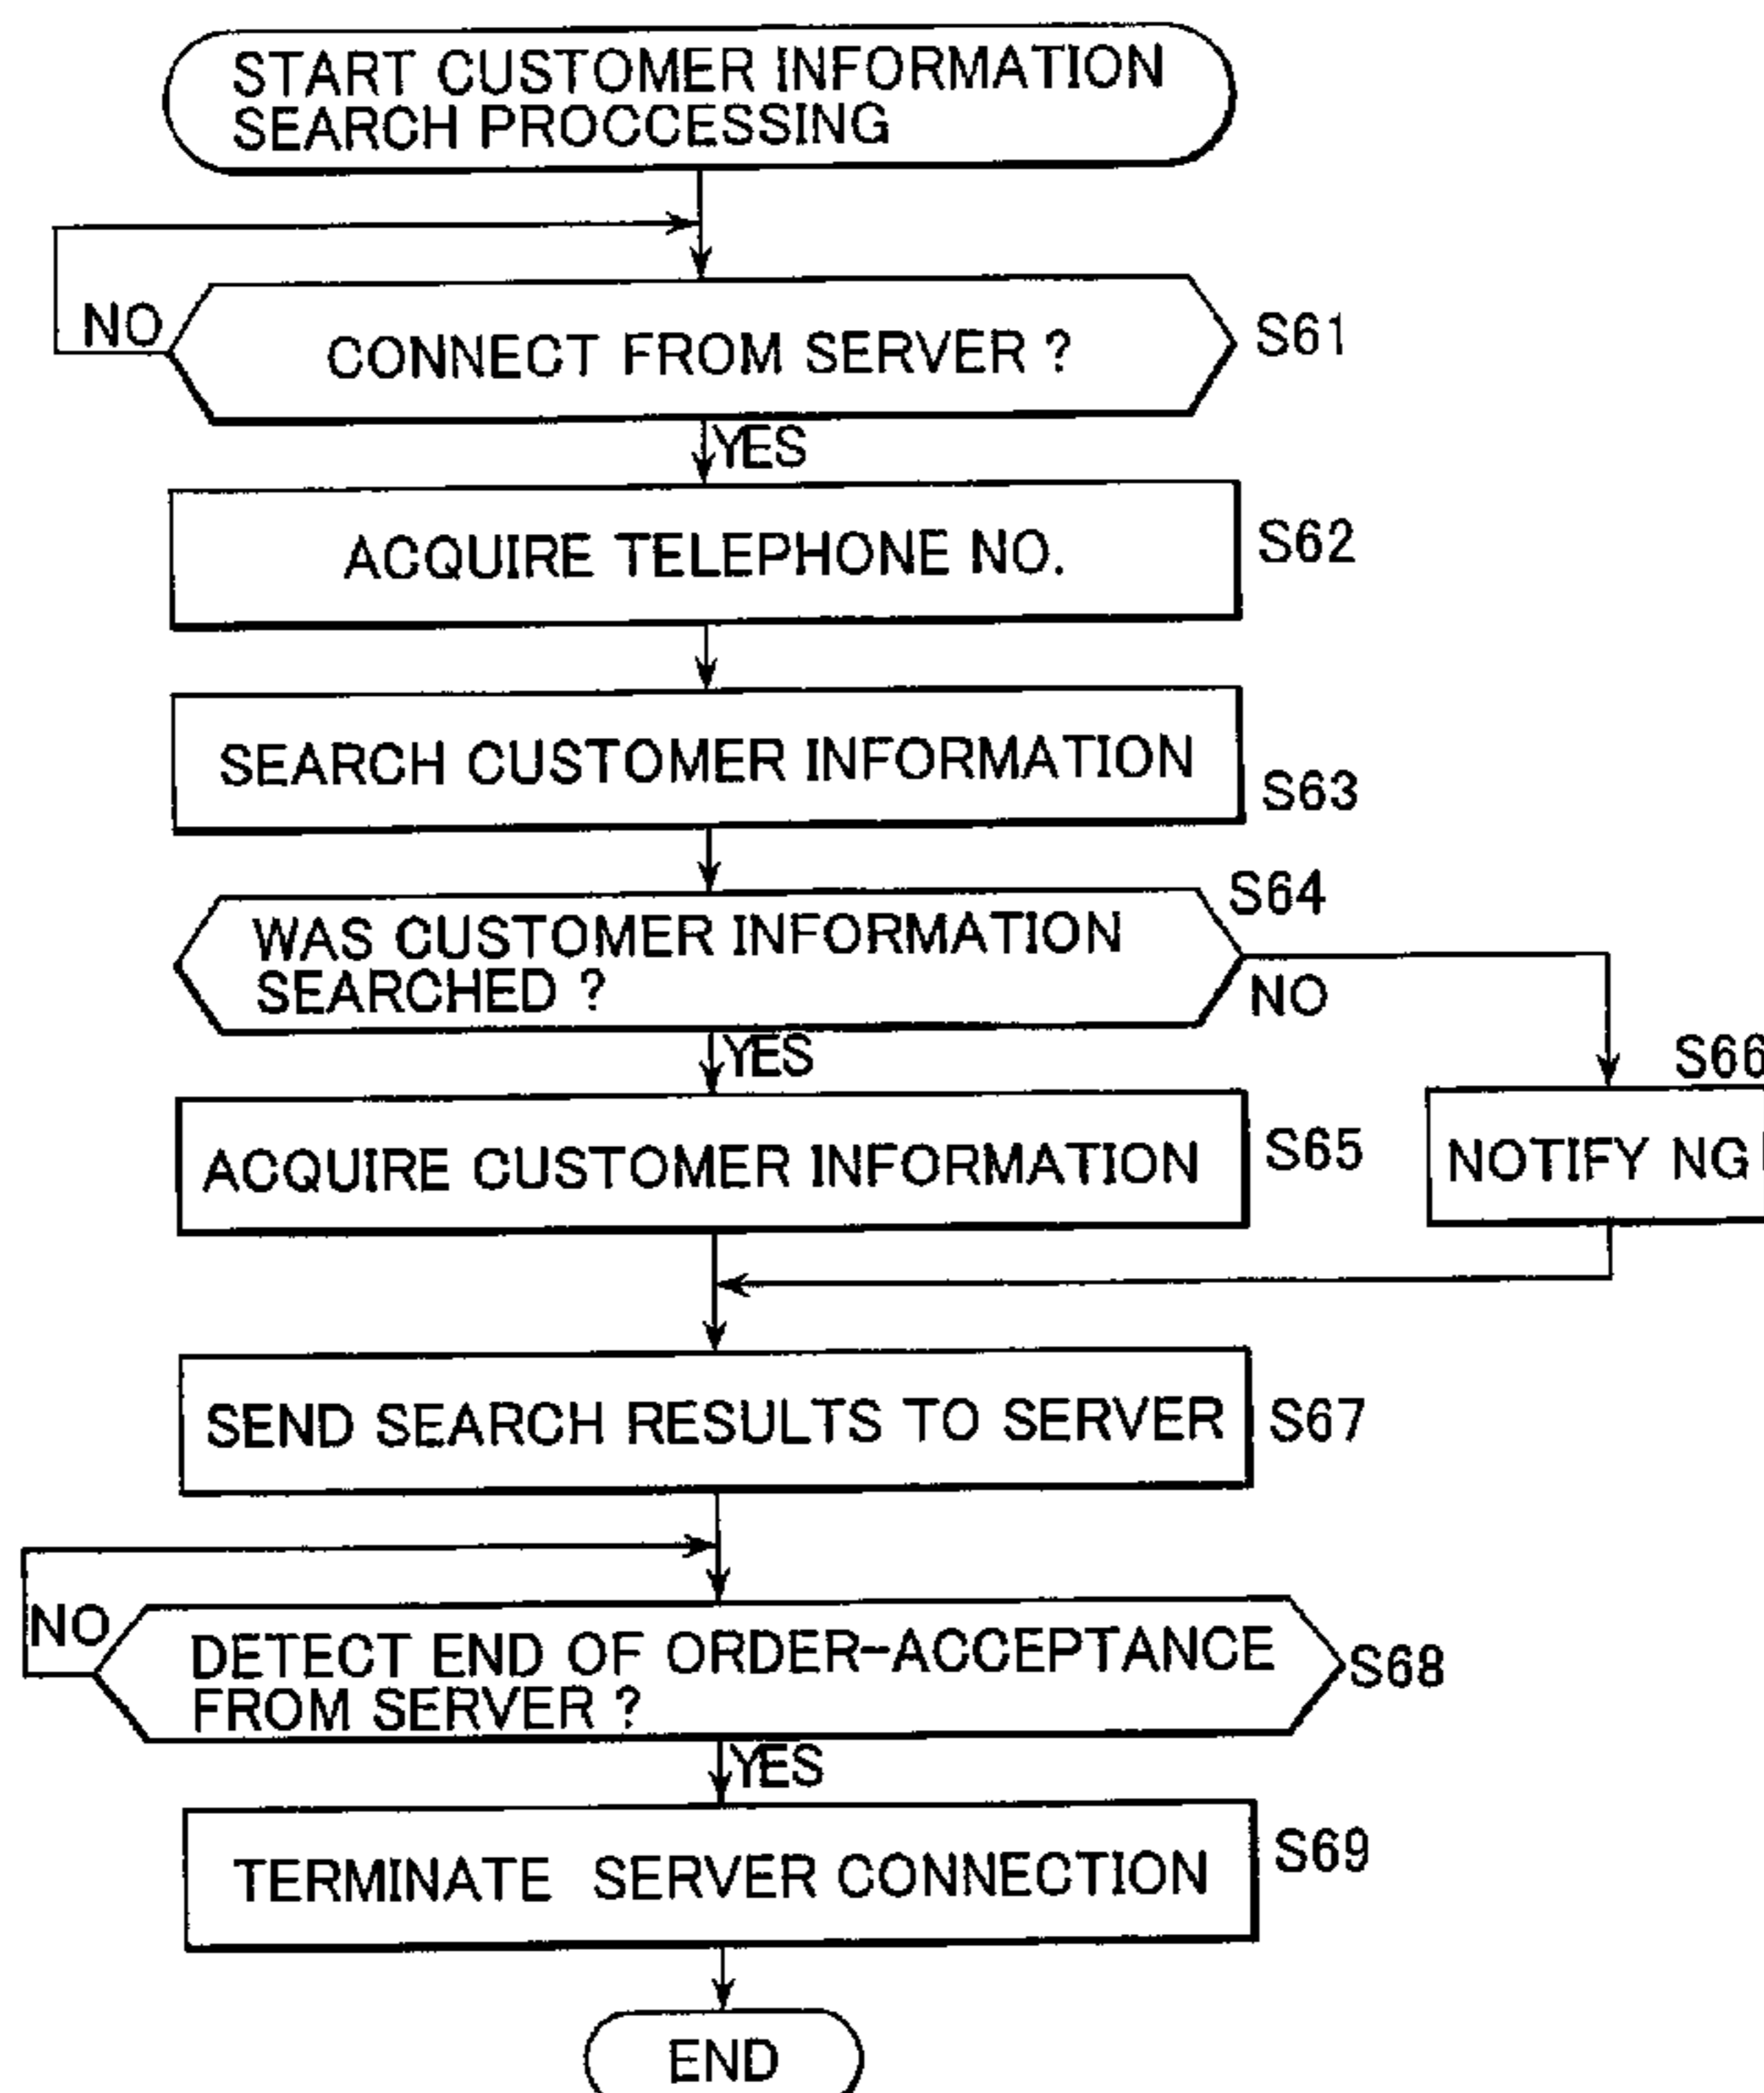 START CUSTOMER INFORMATION
SEARCH PROCCESSING
NO
CONNECT FROM SERVER ?
S61
YES
ACQUIRE TELEPHONE NO.
S62
SEARCH CUSTOMER INFORMATION
S63
S64
WAS CUSTOMER INFORMATION
SEARCHED ?
NO
YES
S66
ACQUIRE CUSTOMER INFORMATION
S65
NOTIFY NG
SEND SEARCH RESULTS TO SERVER
S67
NO
DETECT END OF ORDER-ACCEPTANCE
FROM SERVER ?
S68
YES
TERMINATE SERVER CONNECTION
S69
END